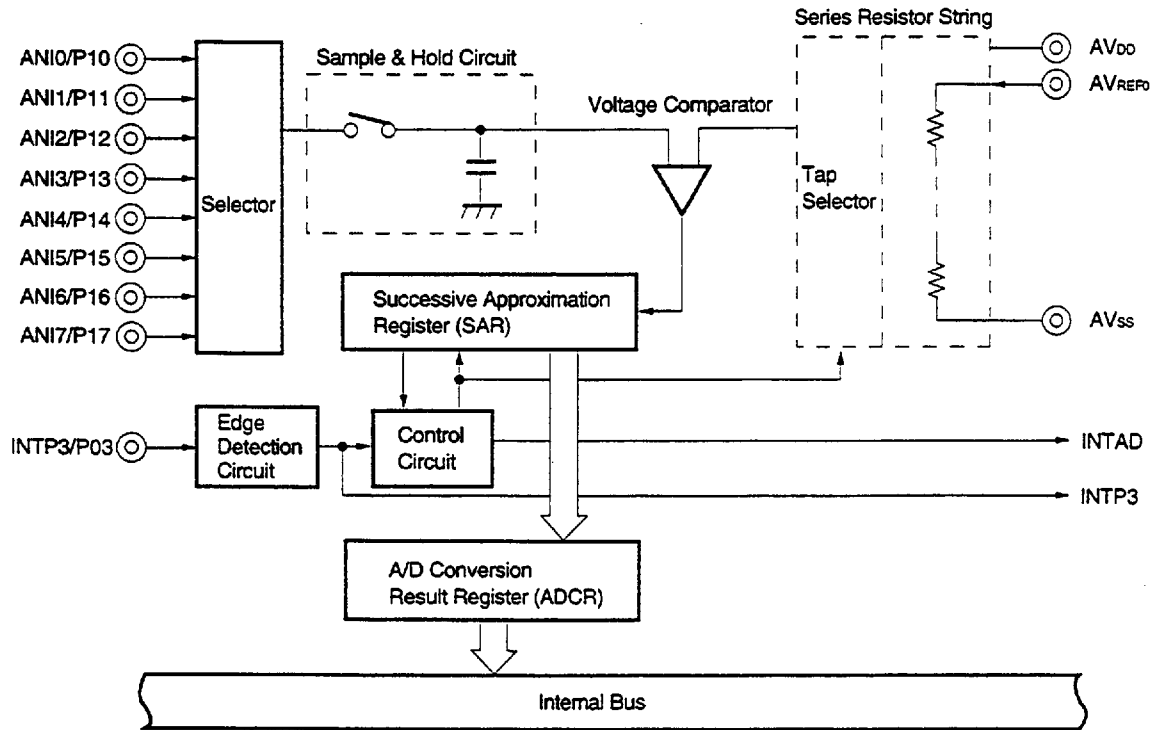 Series Resistor String
ANI0/P10
ANI1/P11
ANI2/P12
ANI3/P13
ANI4/P14
ANI5/P15
ANI6/P16
ANI7/P17
Selector
Sample & Hold Circuit
Voltage Comparator
Tap
Selector
AVDD
AVREF0
AVSS
Successive Approximation
Register (SAR)
INTP3/P03
Edge
Detection
Circuit
Control
Circuit
INTAD
INTP3
A/D Conversion
Result Register (ADCR)
Internal Bus